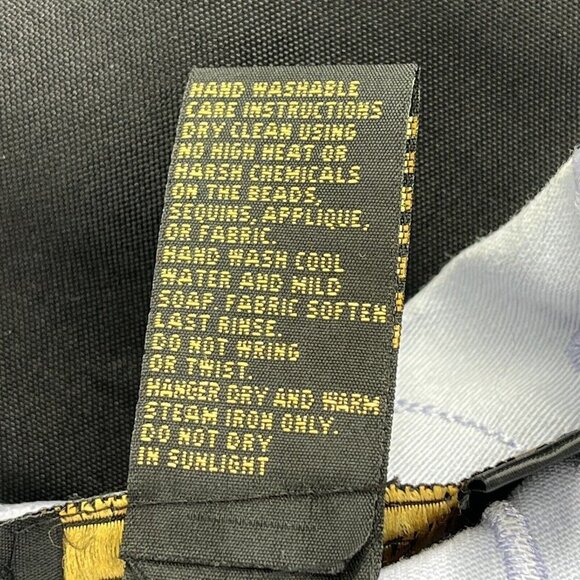 HAND WASHABLE
CARE INSTRUCTIONS
DRY CLEAN USING
NO HIGH HEAT OR
HARSH CHEMICALS
ON THE BEADS,
SEQUINS, APPLIQUE,
OR FABRIC.
HAND WASH COOL
WATER AND MILD
SOAP. FABRIC SOFTEN
LAST RINSE.
DO NOT WRING
OR TWIST
HANGER DRY AND WARM
STEAM IRON ONLY.
DO NOT DRY
IN SUNLIGHT